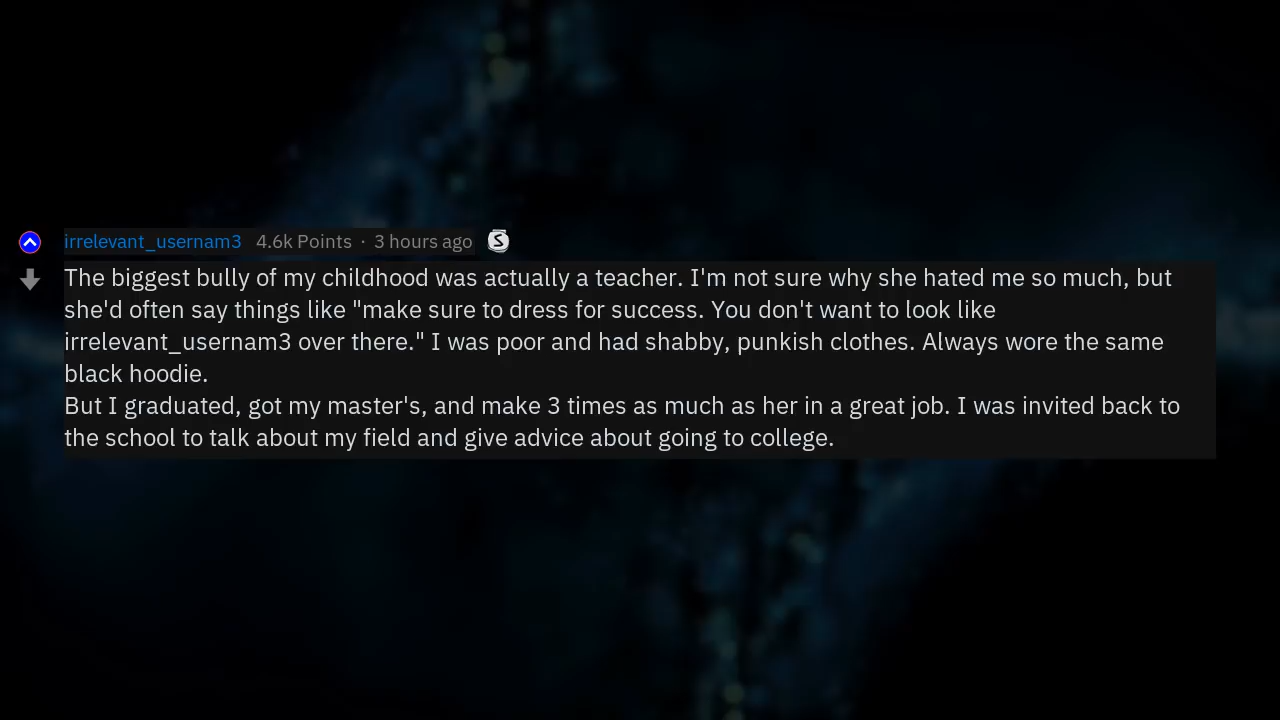 irrelevant_usernam3 4.6k Points · 3 hours ago S
The biggest bully of my childhood was actually a teacher. I'm not sure why she hated me so much, but
she'd often say things like "make sure to dress for success. You don't want to look like
irrelevant_usernam3 over there." I was poor and had shabby, punkish clothes. Always wore the same
black hoodie.
But I graduated, got my master's, and make 3 times as much as her in a great job. I was invited back to
the school to talk about my field and give advice about going to college.